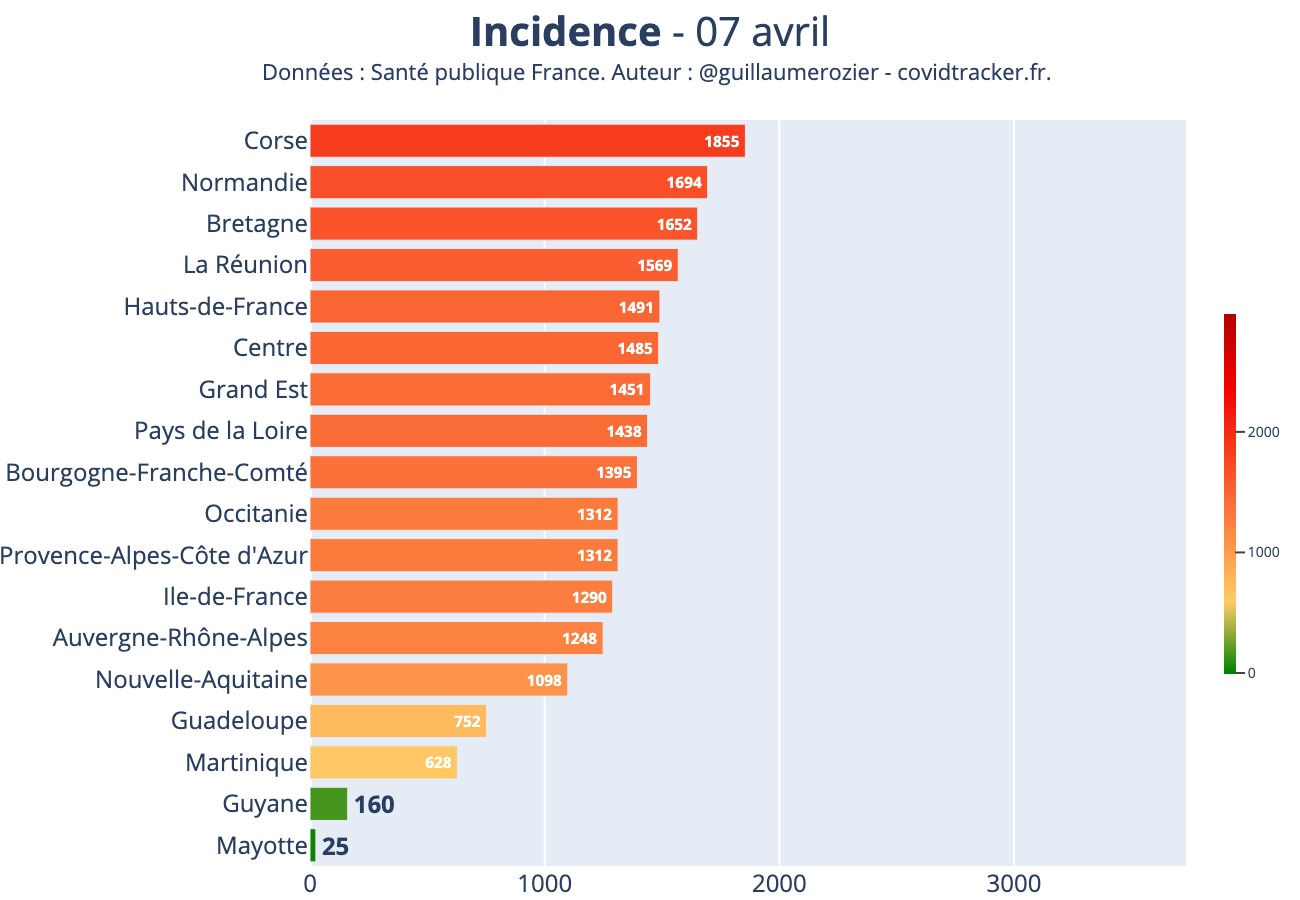 Incidence - 07 avril
Données : Santé publique France. Auteur : @guillaumerozier - covidtracker.fr.
Corse 1855
Normandie 1694
Bretagne 1652
La Réunion 1569
Hauts-de-France 1491
Centre 1485
Grand Est 1451
Pays de la Loire 1438
Bourgogne-Franche-Comté 1395
Occitanie 1312
Provence-Alpes-Côte d'Azur 1312
Ile-de-France 1290
Auvergne-Rhône-Alpes 1248
Nouvelle-Aquitaine 1098
Guadeloupe 752
Martinique 628
Guyane 160
Mayotte 25
0 1000 2000 3000
2000
1000
0